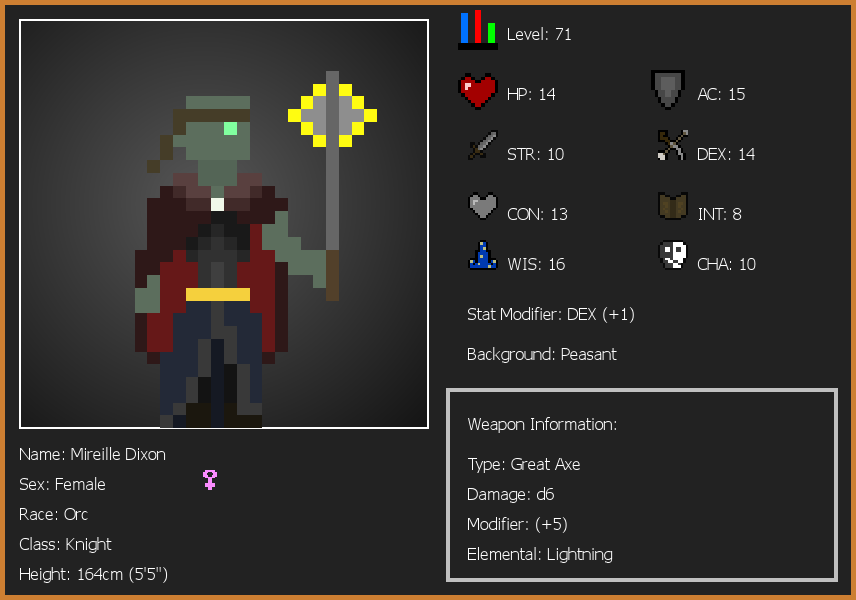 Level: 71
HP: 14
AC: 15
STR: 10
DEX: 14
CON: 13
INT: 8
WIS: 16
CHA: 10
Stat Modifier: DEX (+1)
Background: Peasant
Weapon Information:
Type: Great Axe
Damage: d6
Modifier: (+5)
Elemental: Lightning
Name: Mireille Dixon
Sex: Female
Race: Orc
Class: Knight
Height: 164cm (5'5")